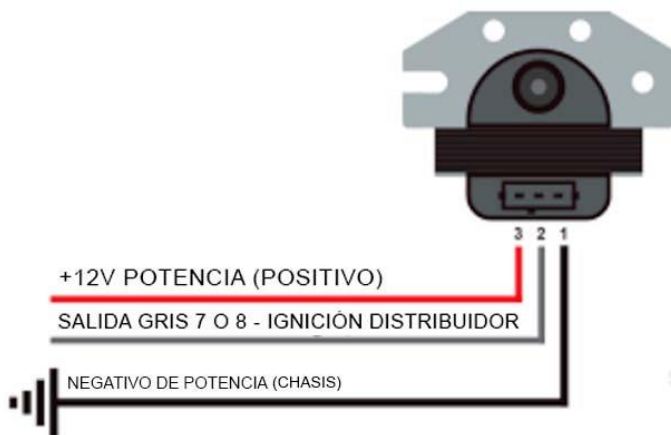 3 2 1
+12V POTENCIA (POSITIVO)
SALIDA GRIS 7 O 8 - IGNICIÓN DISTRIBUIDOR
NEGATIVO DE POTENCIA (CHASIS)